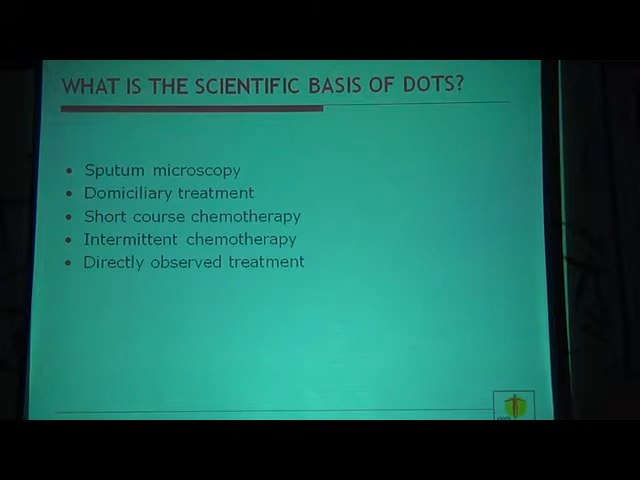 WHAT IS THE SCIENTIFIC BASIS OF DOTS?
• Sputum microscopy
• Domiciliary treatment
• Short course chemotherapy
• Intermittent chemotherapy
• Directly observed treatment